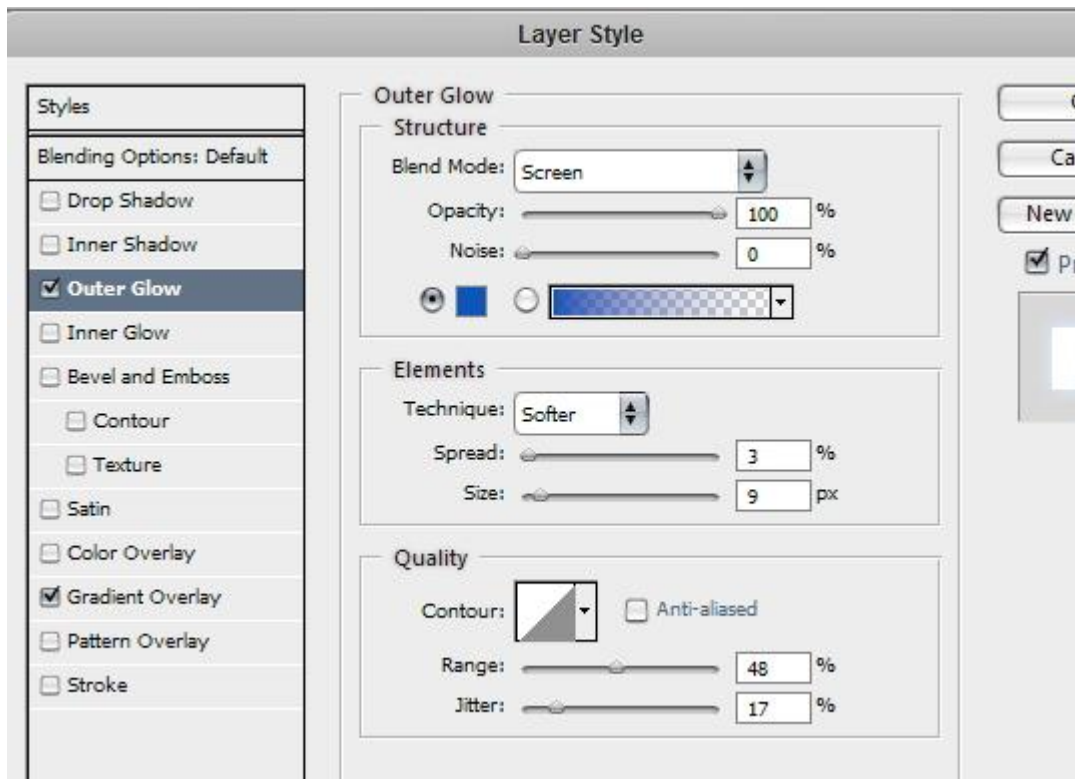 Layer Style
Styles
Blending Options: Default
Drop Shadow
Inner Shadow
Outer Glow
Inner Glow
Bevel and Emboss
Contour
Texture
Satin
Color Overlay
Gradient Overlay
Pattern Overlay
Stroke
Outer Glow
Structure
Blend Mode: Screen
Opacity: 100 %
Noise: 0 %
Elements
Technique: Softer
Spread: 3 %
Size: 9 px
Quality
Contour: Anti-aliased
Range: 48 %
Jitter: 17 %
Ca
New